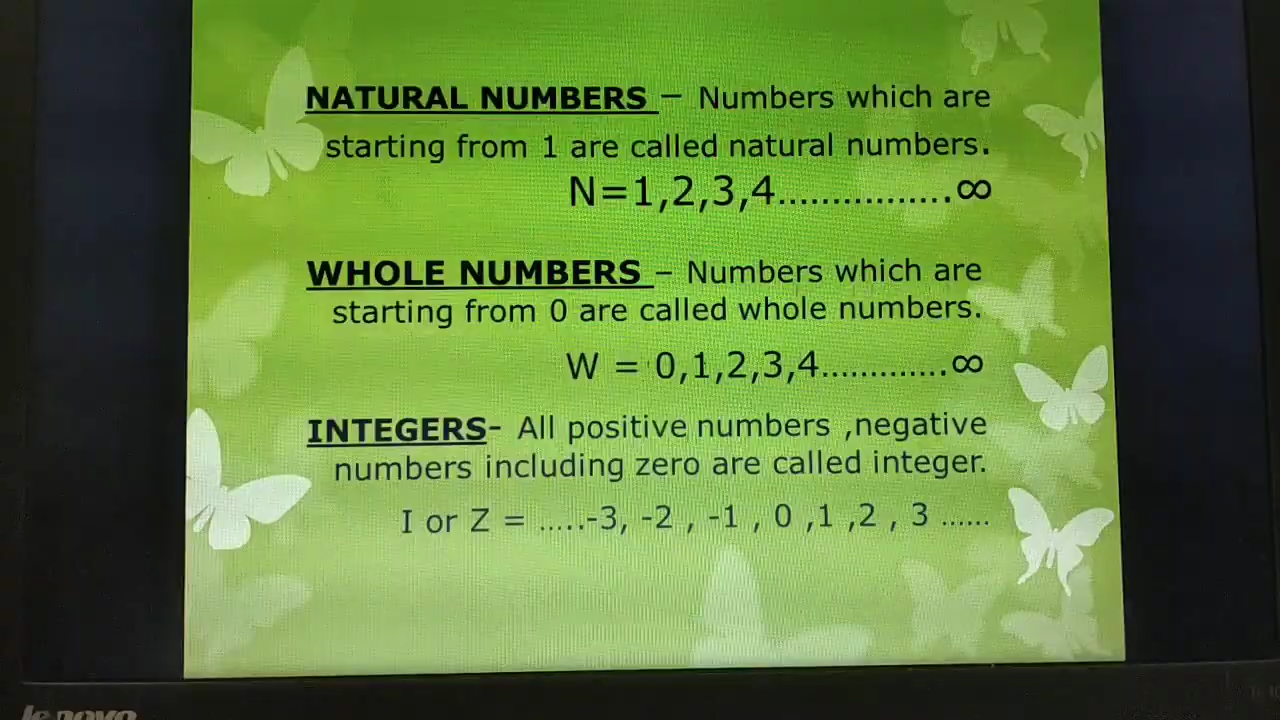 NATURAL NUMBERS – Numbers which are
starting from 1 are called natural numbers.
N=1,2,3,4................∞
WHOLE NUMBERS – Numbers which are
starting from 0 are called whole numbers.
W = 0,1,2,3,4.............∞
INTEGERS- All positive numbers ,negative
numbers including zero are called integer.
I or Z = .....-3, -2 , -1 , 0 ,1 ,2 , 3 ......
lenovo